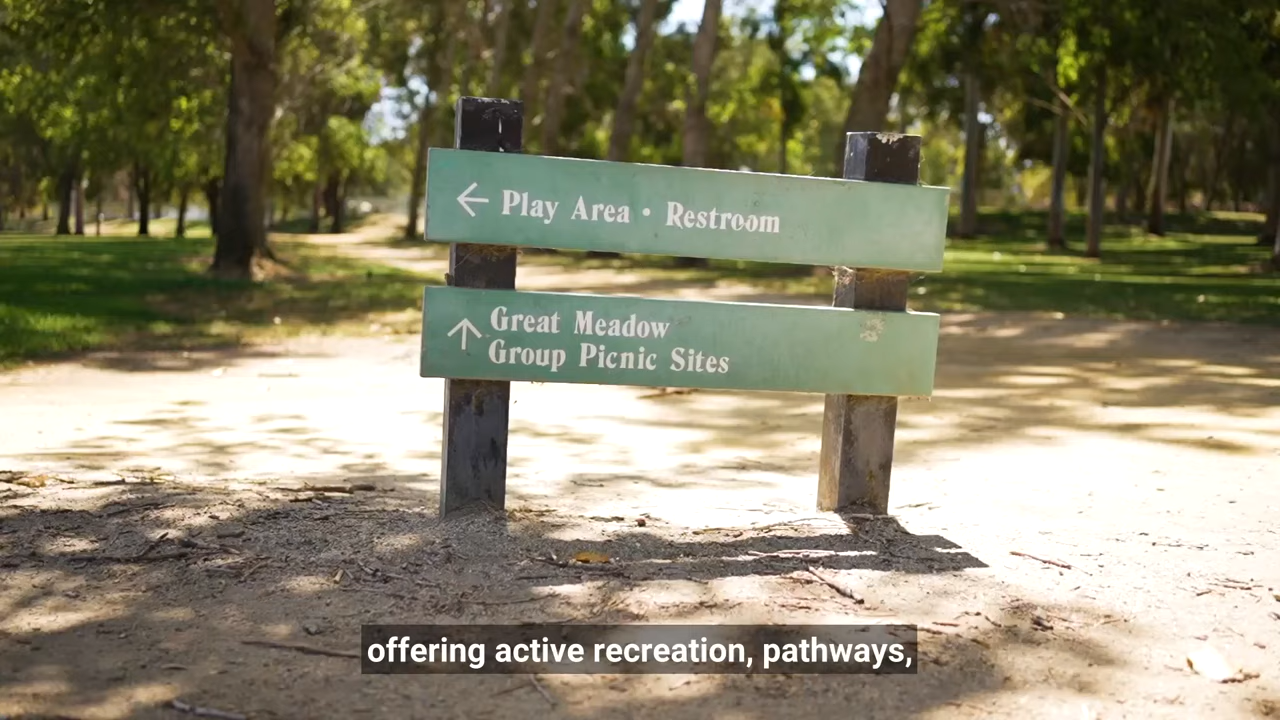 ← Play Area • Restroom
↑ Great Meadow
Group Picnic Sites
offering active recreation, pathways,